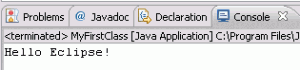 Problems @ Javadoc Declaration Console
<terminated> MyFirstClass [Java Application] C:\Program Files\J
Hello Eclipse!